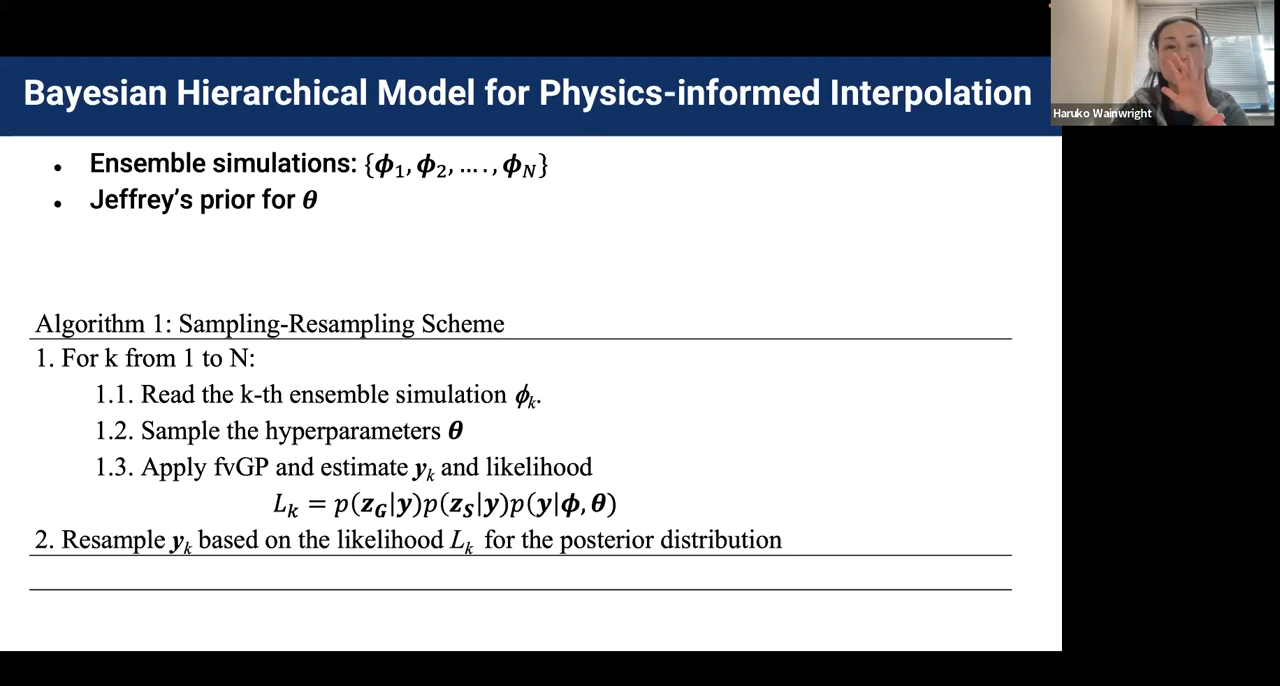 Bayesian Hierarchical Model for Physics-informed Interpolation
Haruko Wainwright
• Ensemble simulations: {ϕ₁, ϕ₂, …., ϕ_N}
• Jeffrey's prior for θ
Algorithm 1: Sampling-Resampling Scheme
1. For k from 1 to N:
1.1. Read the k-th ensemble simulation ϕₖ.
1.2. Sample the hyperparameters θ
1.3. Apply fvGP and estimate yₖ and likelihood
Lₖ = p(z_G|y)p(z_S|y)p(y|ϕ, θ)
2. Resample yₖ based on the likelihood Lₖ for the posterior distribution